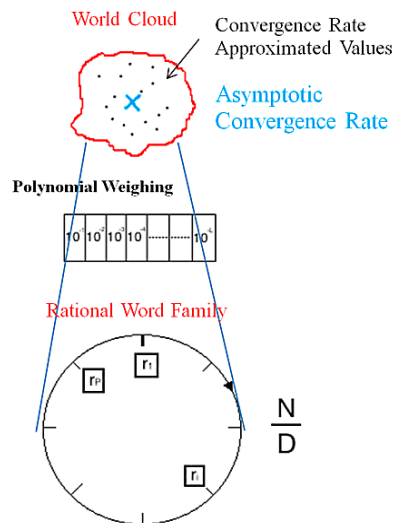 World Cloud
Convergence Rate
Approximated Values
Asymptotic
Convergence Rate
Polynomial Weighing
10⁻¹ 10⁻² 10⁻³ 10⁻⁴ ------ ------ 10⁻ᴸ
Rational Word Family
r₁
rₚ
rᵢ
N
D